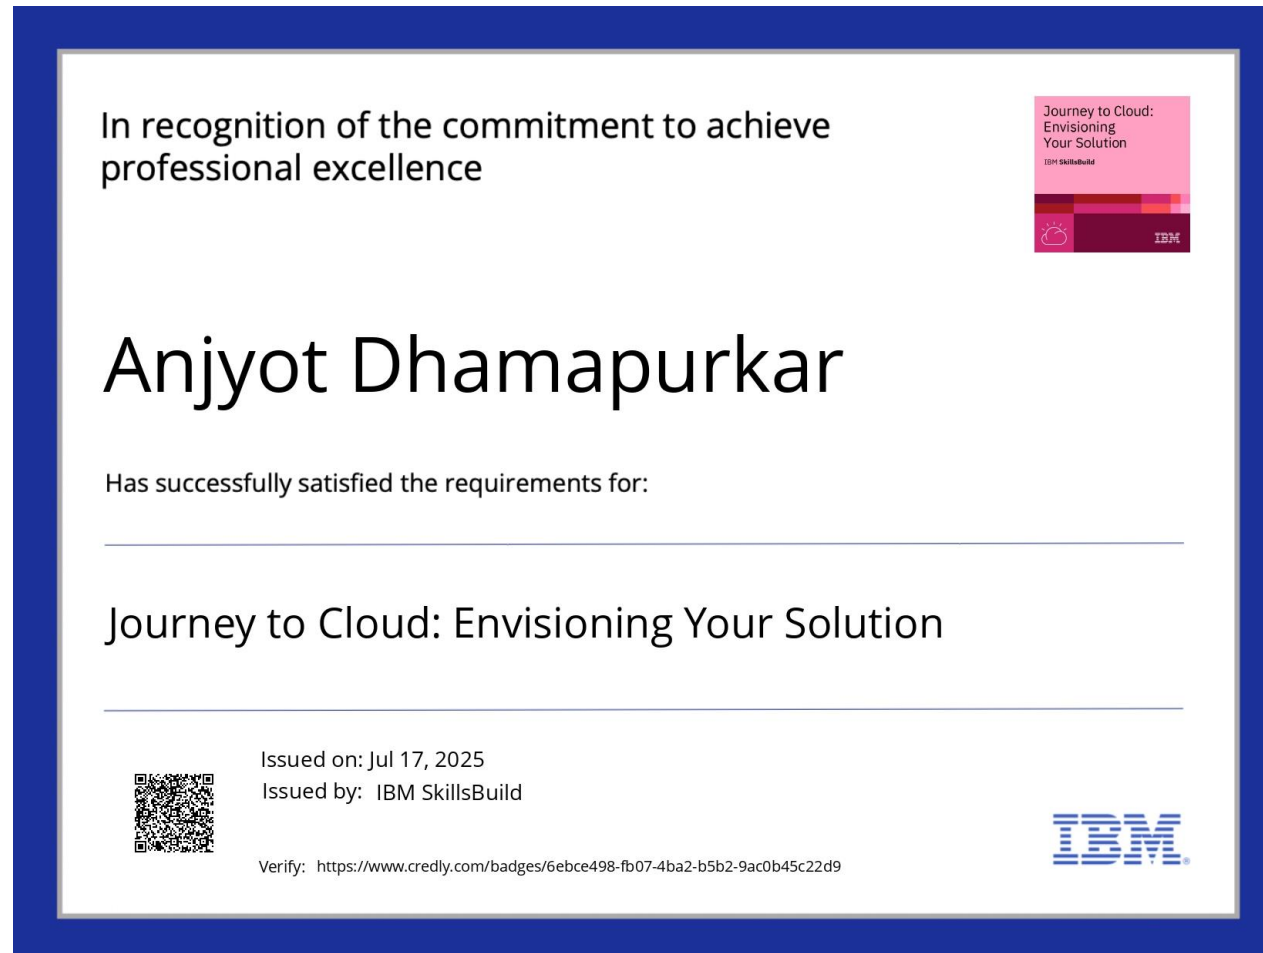 In recognition of the commitment to achieve
professional excellence
Journey to Cloud:
Envisioning
Your Solution
IBM SkillsBuild
IBM
Anjyot Dhamapurkar
Has successfully satisfied the requirements for:
Journey to Cloud: Envisioning Your Solution
Issued on: Jul 17, 2025
Issued by: IBM SkillsBuild
Verify: https://www.credly.com/badges/6ebce498-fb07-4ba2-b5b2-9ac0b45c22d9
IBM®